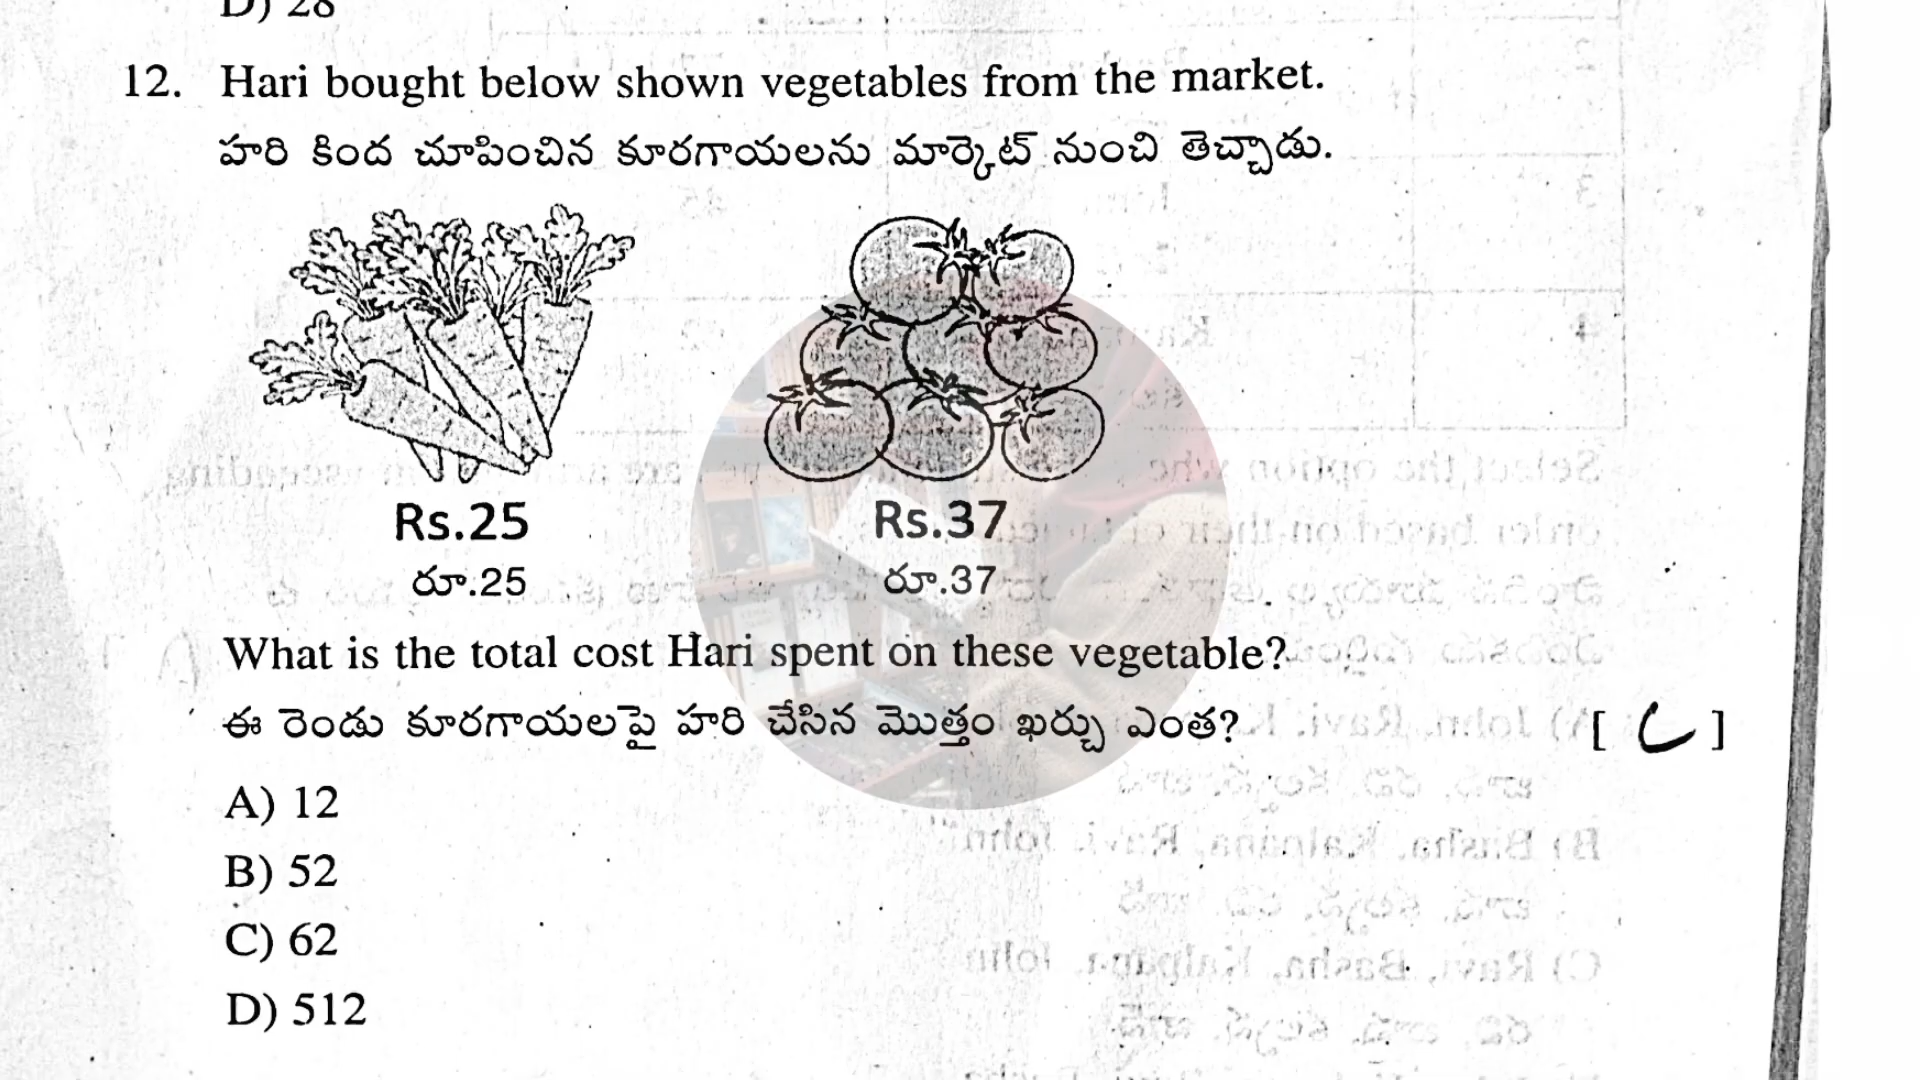 D) 28
12. Hari bought below shown vegetables from the market.
హరి కింద చూపించిన కూరగాయలను మార్కెట్ నుంచి తెచ్చాడు.
Rs.25 Rs.37
రూ.25 రూ.37
What is the total cost Hari spent on these vegetable?
ఈ రెండు కూరగాయలపై హరి చేసిన మొత్తం ఖర్చు ఎంత? [ C ]
A) 12
B) 52
C) 62
D) 512